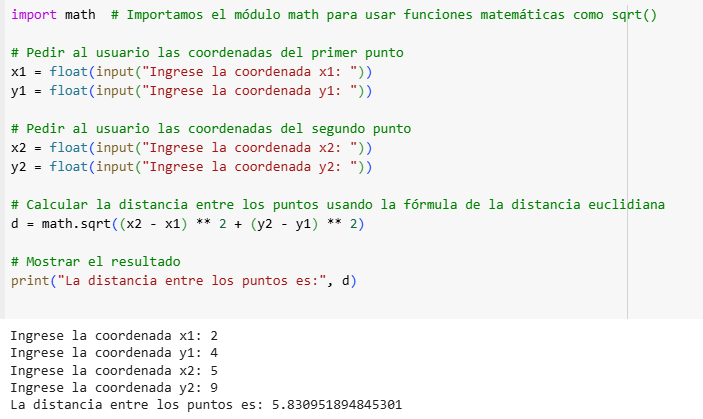 import math  # Importamos el módulo math para usar funciones matemáticas como sqrt()
# Pedir al usuario las coordenadas del primer punto
x1 = float(input("Ingrese la coordenada x1: "))
y1 = float(input("Ingrese la coordenada y1: "))
# Pedir al usuario las coordenadas del segundo punto
x2 = float(input("Ingrese la coordenada x2: "))
y2 = float(input("Ingrese la coordenada y2: "))
# Calcular la distancia entre los puntos usando la fórmula de la distancia euclidiana
d = math.sqrt((x2 - x1) ** 2 + (y2 - y1) ** 2)
# Mostrar el resultado
print("La distancia entre los puntos es:", d)
Ingrese la coordenada x1: 2
Ingrese la coordenada y1: 4
Ingrese la coordenada x2: 5
Ingrese la coordenada y2: 9
La distancia entre los puntos es: 5.830951894845301